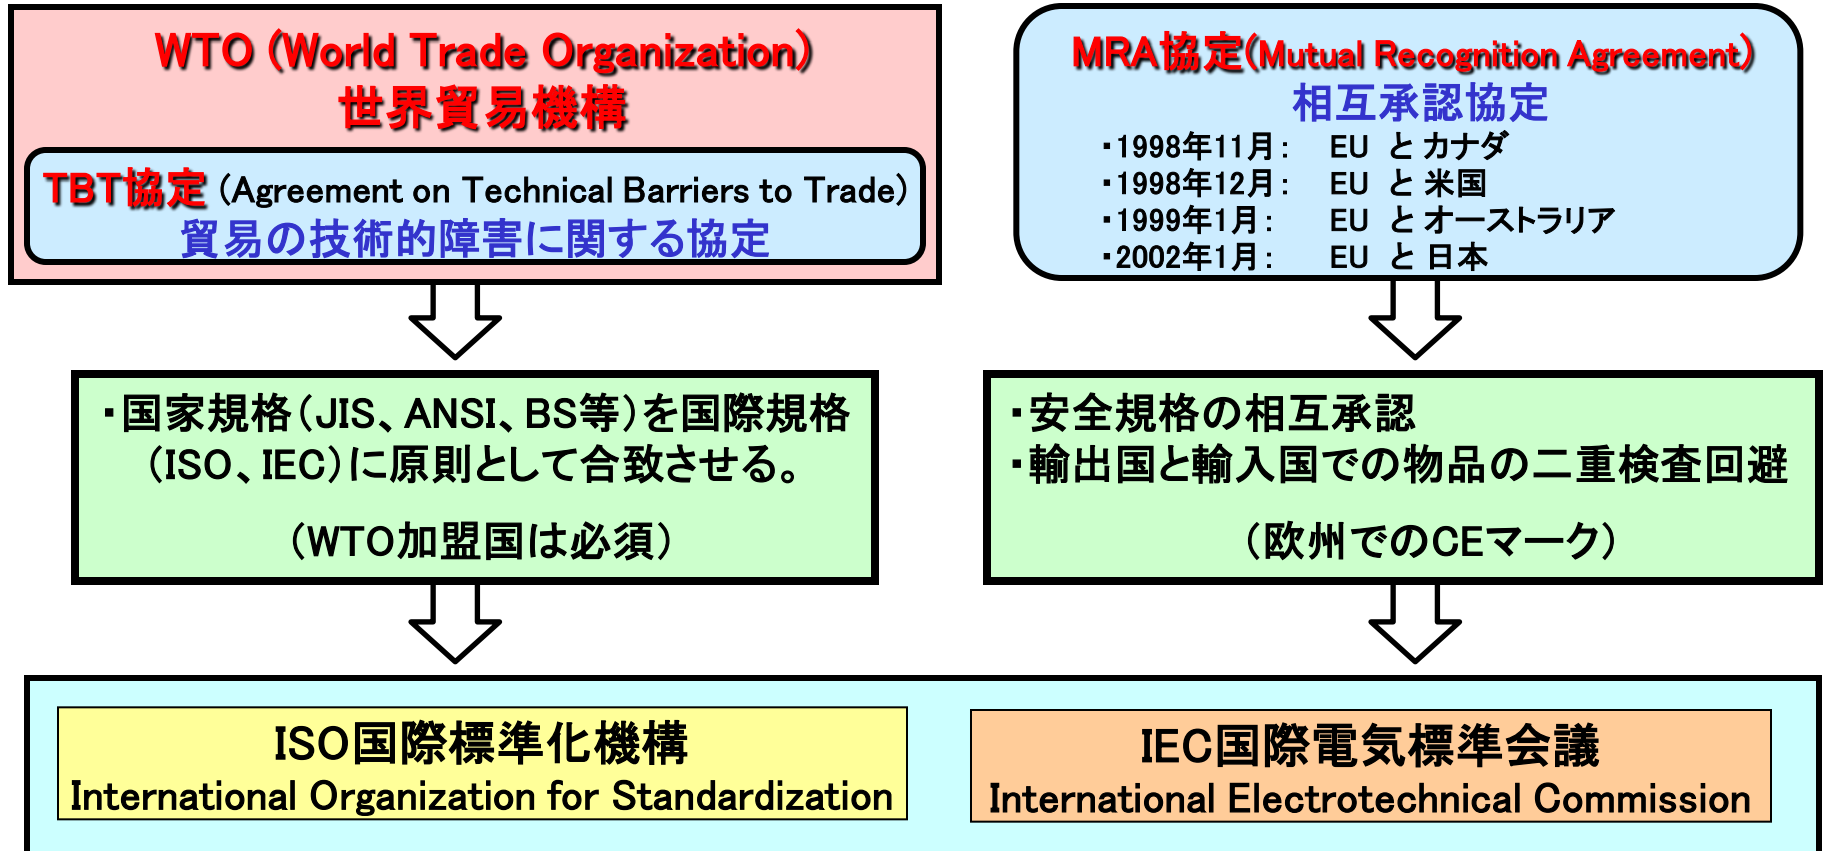 WTO (World Trade Organization)
世界貿易機構
TBT協定 (Agreement on Technical Barriers to Trade)
貿易の技術的障害に関する協定
MRA協定(Mutual Recognition Agreement)
相互承認協定
・1998年11月： EU と カナダ
・1998年12月： EU と 米国
・1999年1月： EU と オーストラリア
・2002年1月： EU と 日本
・国家規格（JIS、ANSI、BS等）を国際規格
（ISO、IEC）に原則として合致させる。
（WTO加盟国は必須）
・安全規格の相互承認
・輸出国と輸入国での物品の二重検査回避
（欧州でのCEマーク）
ISO国際標準化機構
International Organization for Standardization
IEC国際電気標準会議
International Electrotechnical Commission